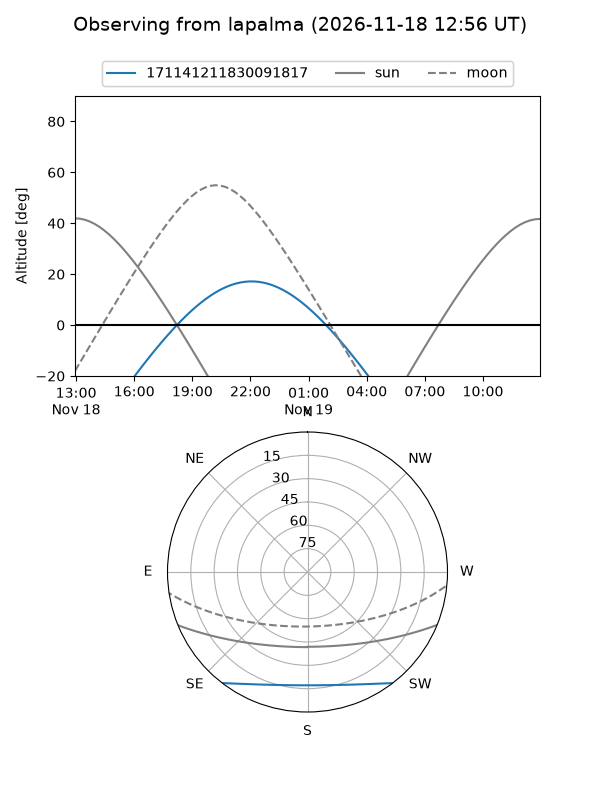 Observing from lapalma (2026-11-18 12:56 UT)
171141211830091817 sun moon
Altitude [deg]
80
60
40
20
0
−20
13:00 16:00 19:00 22:00 01:00 04:00 07:00 10:00
Nov 18 Nov 19
N
NE NW
15
30
45
60
75
E W
SE SW
S